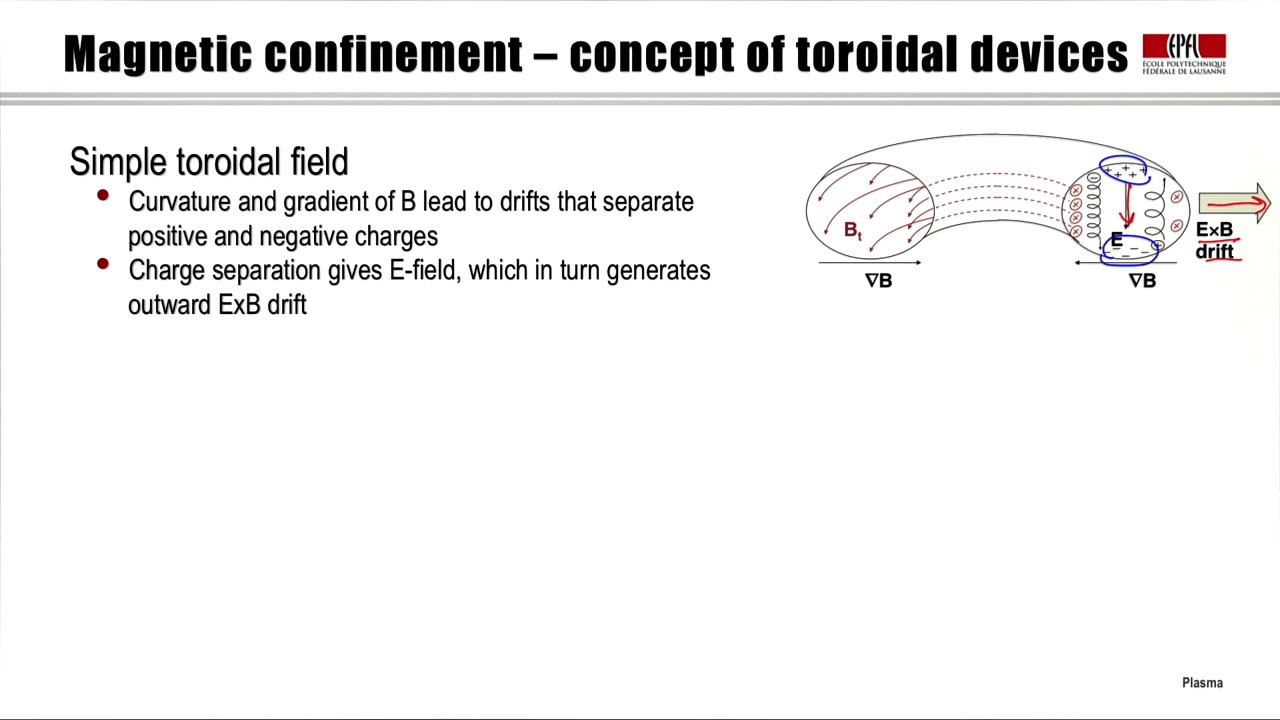 Magnetic confinement – concept of toroidal devices
EPFL
ÉCOLE POLYTECHNIQUE
FÉDÉRALE DE LAUSANNE
Simple toroidal field
• Curvature and gradient of B lead to drifts that separate
positive and negative charges
• Charge separation gives E-field, which in turn generates
outward ExB drift
Bt
E
E×B
drift
∇B
∇B
Plasma